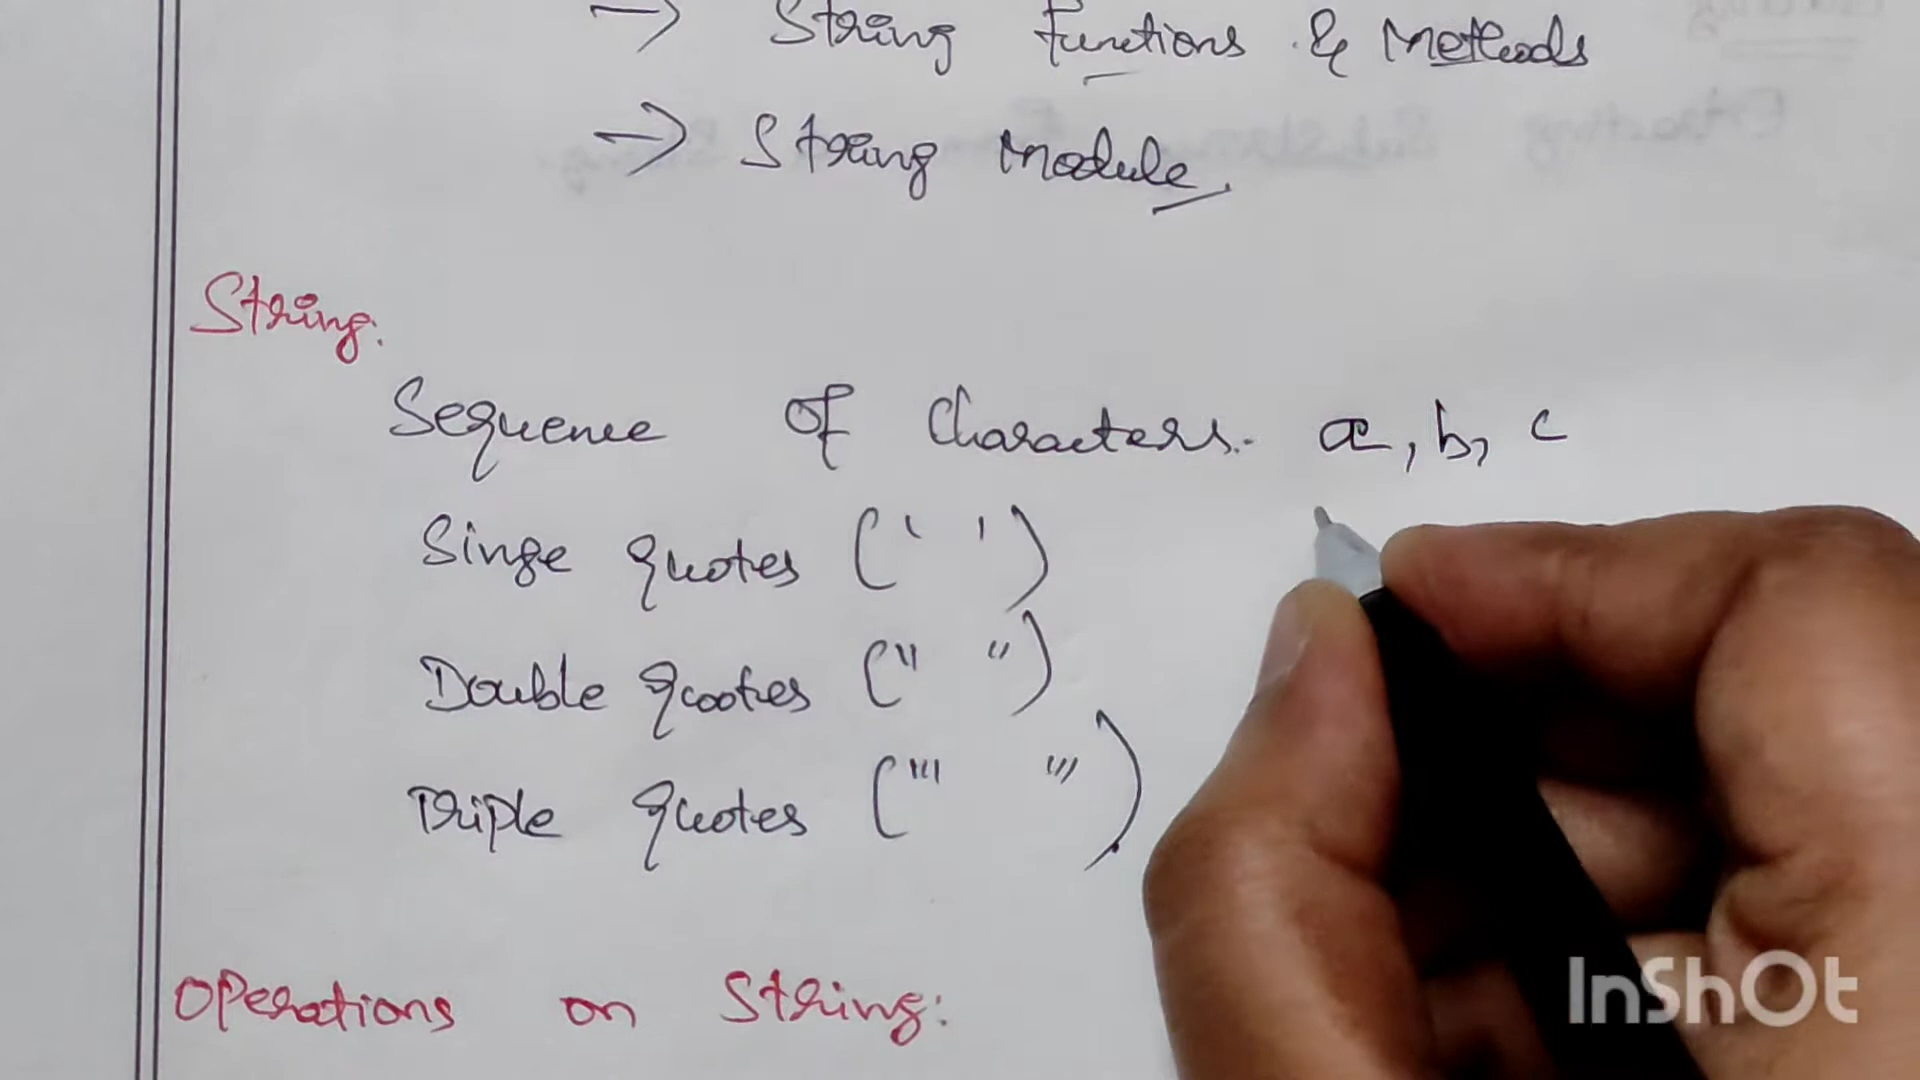 → String Functions & Methods
→ String Module.
String:
Sequence of Characters. a, b, c
Singe quotes (' ')
Double quotes (" ")
Triple quotes (''' ''')
Operations on String:
InShOt